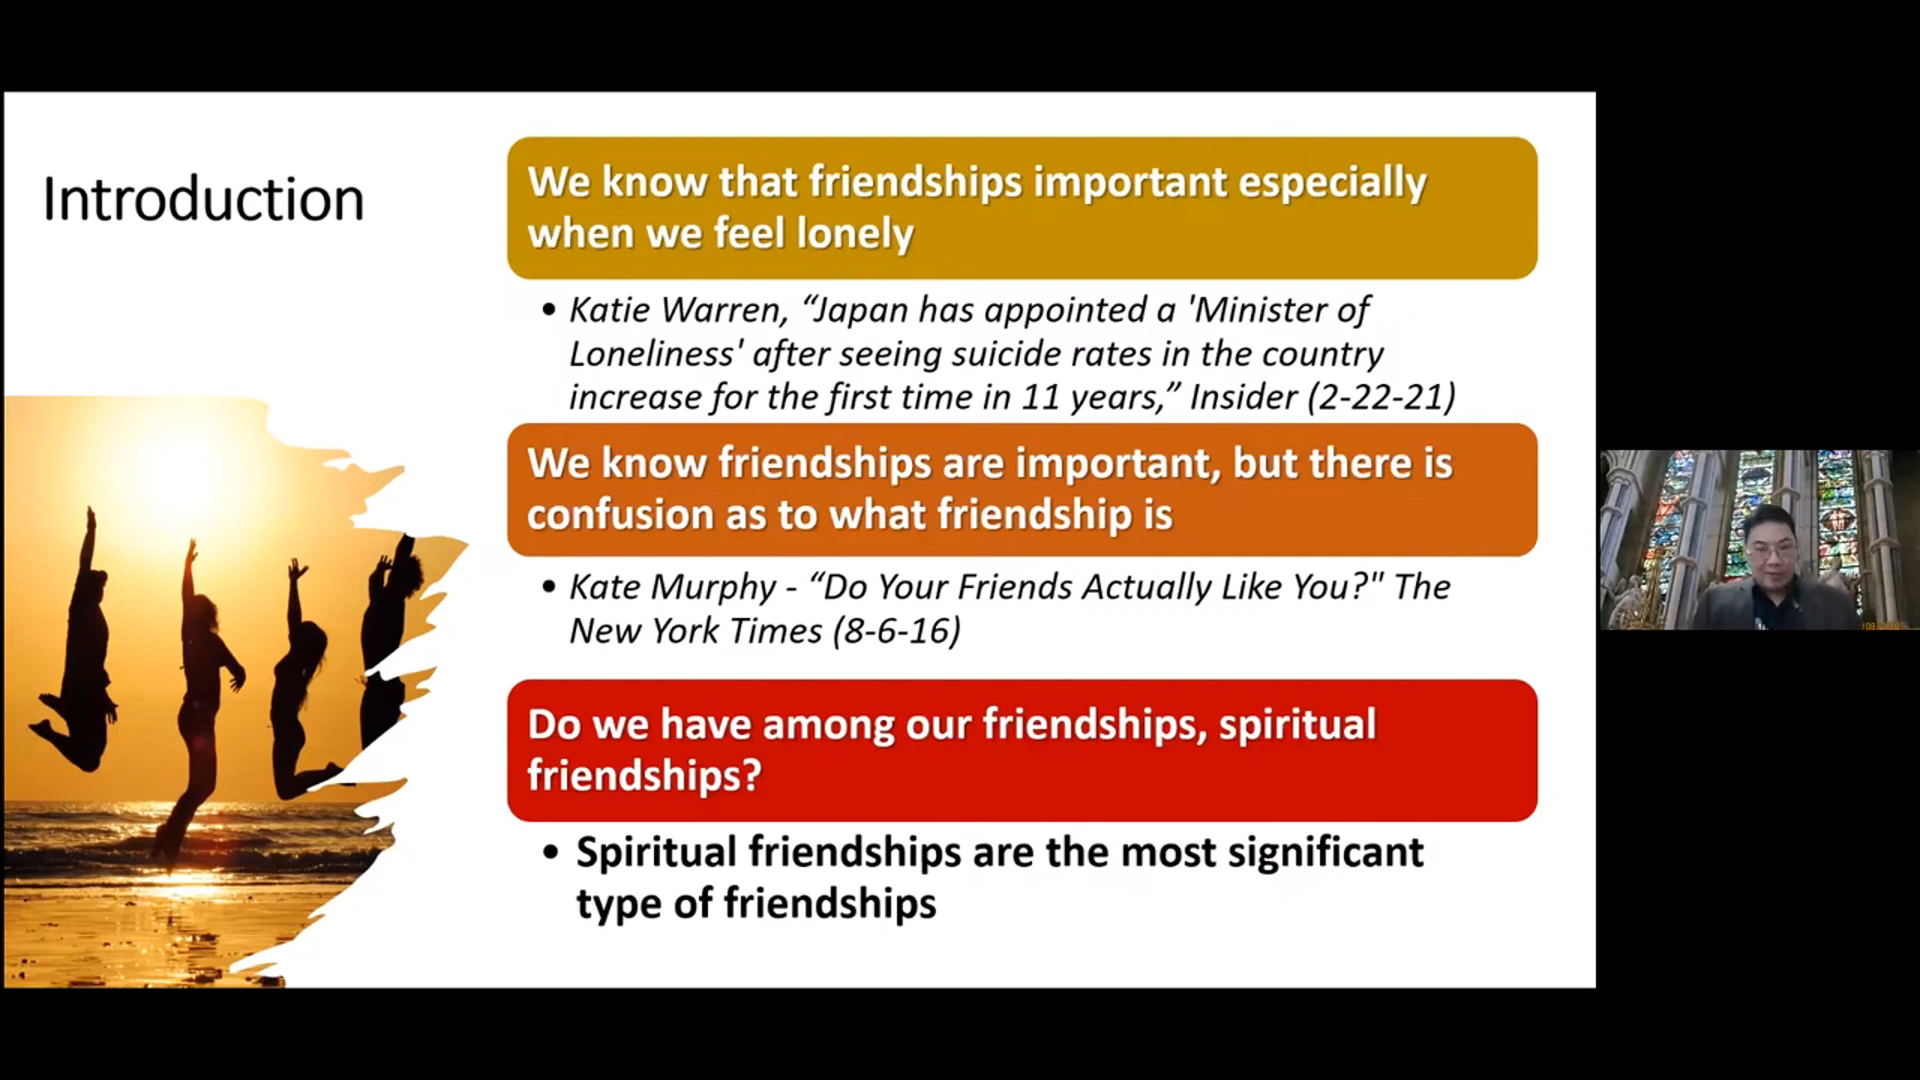 Introduction
We know that friendships important especially
when we feel lonely
• Katie Warren, “Japan has appointed a 'Minister of
Loneliness' after seeing suicide rates in the country
increase for the first time in 11 years,” Insider (2-22-21)
We know friendships are important, but there is
confusion as to what friendship is
• Kate Murphy - “Do Your Friends Actually Like You?" The
New York Times (8-6-16)
Do we have among our friendships, spiritual
friendships?
• Spiritual friendships are the most significant
type of friendships